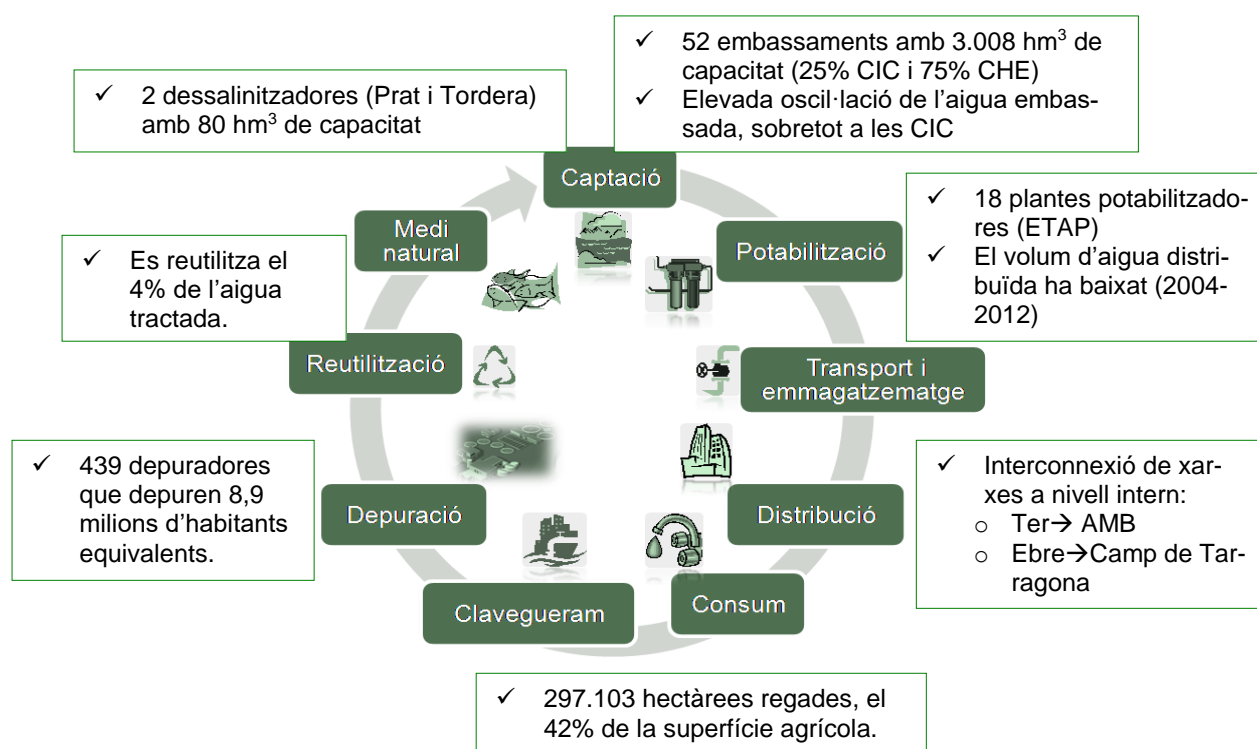 ✓ 52 embassaments amb 3.008 hm³ de
capacitat (25% CIC i 75% CHE)
✓ Elevada oscil·lació de l’aigua embas-
sada, sobretot a les CIC
✓ 2 dessalinitzadores (Prat i Tordera)
amb 80 hm³ de capacitat
Captació
✓ 18 plantes potabilitzado-
res (ETAP)
✓ El volum d’aigua distri-
buïda ha baixat (2004-
2012)
Potabilització
Medi
natural
✓ Es reutilitza el
4% de l’aigua
tractada.
Reutilització
Transport i
emmagatzematge
✓ 439 depuradores
que depuren 8,9
milions d’habitants
equivalents.
Depuració
Distribució
✓ Interconnexió de xar-
xes a nivell intern:
o Ter→ AMB
o Ebre→Camp de Tar-
ragona
Clavegueram
Consum
✓ 297.103 hectàrees regades, el
42% de la superfície agrícola.